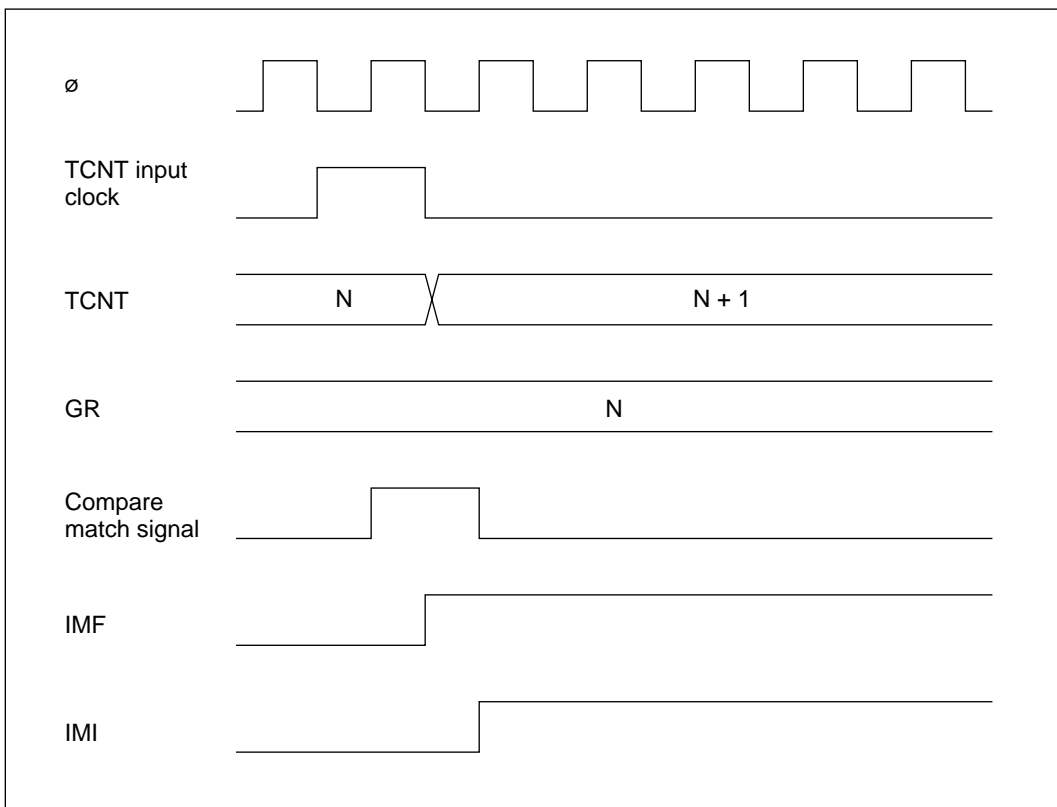 ø
TCNT input
clock
TCNT
N
N + 1
GR
N
Compare
match signal
IMF
IMI